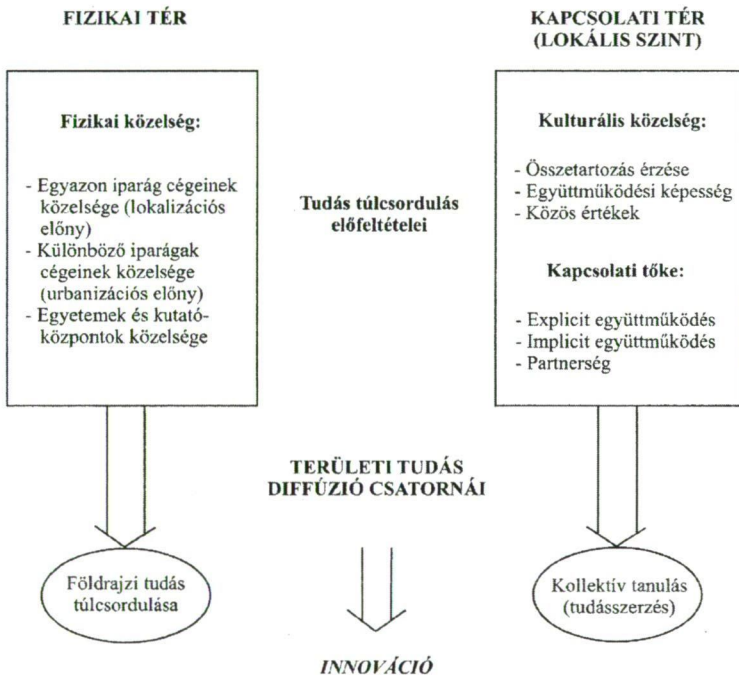 FIZIKAI TÉR
KAPCSOLATI TÉR
(LOKÁLIS SZINT)
Fizikai közelség:
- Egyazon iparág cégeinek
közelsége (lokalizációs
előny)
- Különböző iparágak
cégeinek közelsége
(urbanizációs előny)
- Egyetemek és kutató-
központok közelsége
Tudás túlcsordulás
előfeltételei
Kulturális közelség:
- Összetartozás érzése
- Együttműködési képesség
- Közös értékek
Kapcsolati tőke:
- Explicit együttműködés
- Implicit együttműködés
- Partnerség
TERÜLETI TUDÁS
DIFFÚZIÓ CSATORNÁI
Földrajzi tudás
túlcsordulása
Kollektív tanulás
(tudásszerzés)
INNOVÁCIÓ